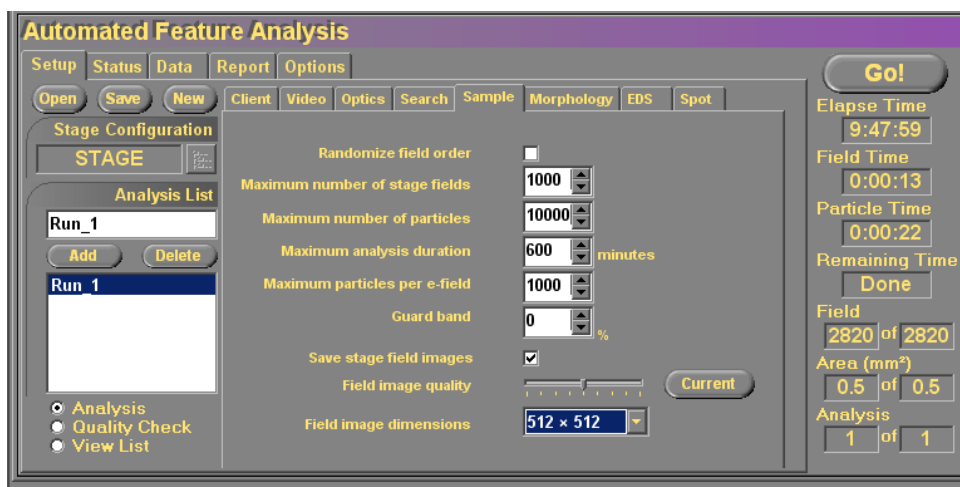 Automated Feature Analysis
Setup Status Data Report Options
Open Save New
Client Video Optics Search Sample Morphology EDS Spot
Stage Configuration
STAGE
Analysis List
Run_1
Add Delete
Run_1
Analysis
Quality Check
View List
Randomize field order
Maximum number of stage fields 1000
Maximum number of particles 10000
Maximum analysis duration 600 minutes
Maximum particles per e-field 1000
Guard band 0 %
Save stage field images
Field image quality Current
Field image dimensions 512 × 512
Go!
Elapse Time
9:47:59
Field Time
0:00:13
Particle Time
0:00:22
Remaining Time
Done
Field
2820 of 2820
Area (mm²)
0.5 of 0.5
Analysis
1 of 1